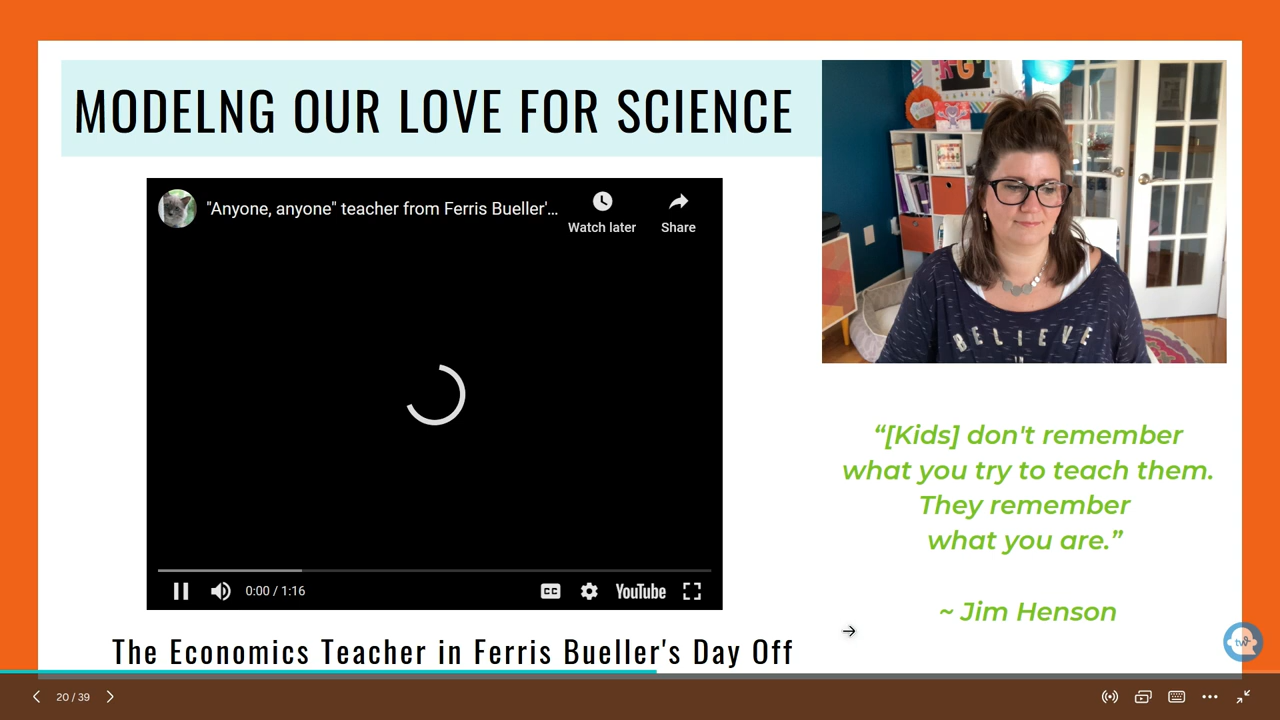 MODELNG OUR LOVE FOR SCIENCE
"Anyone, anyone" teacher from Ferris Bueller'...
Watch later
Share
0:00 / 1:16
CC
YouTube
The Economics Teacher in Ferris Bueller's Day Off
BELIEVE
“[Kids] don't remember
what you try to teach them.
They remember
what you are.”
~ Jim Henson
tw
20 / 39